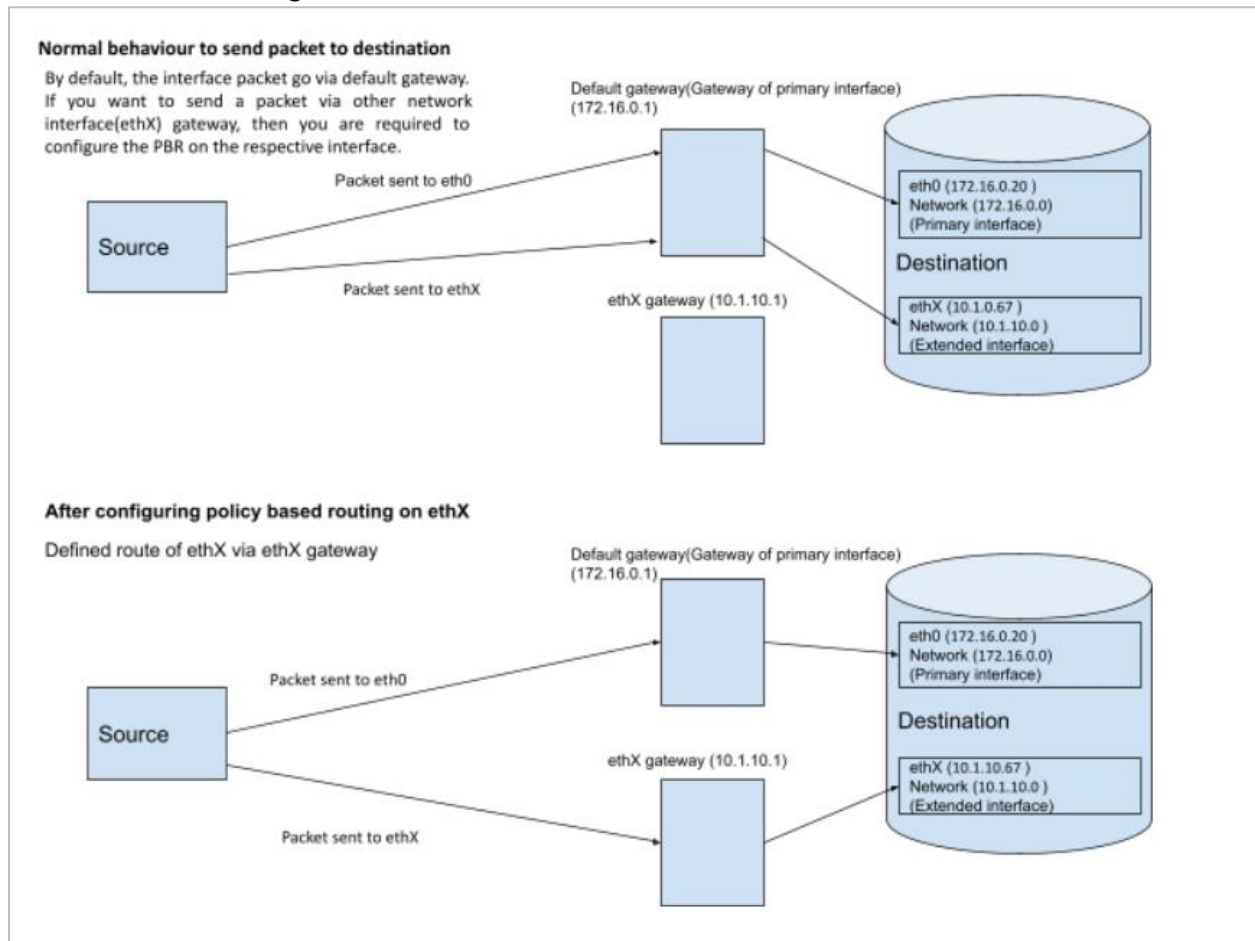 Normal behaviour to send packet to destination
By default, the interface packet go via default gateway.
If you want to send a packet via other network
interface(ethX) gateway, then you are required to
configure the PBR on the respective interface.
Default gateway(Gateway of primary interface)
(172.16.0.1)
Packet sent to eth0
Source
Packet sent to ethX
ethX gateway (10.1.10.1)
eth0 (172.16.0.20 )
Network (172.16.0.0)
(Primary interface)
Destination
ethX (10.1.0.67 )
Network (10.1.10.0 )
(Extended interface)
After configuring policy based routing on ethX
Defined route of ethX via ethX gateway
Default gateway(Gateway of primary interface)
(172.16.0.1)
Packet sent to eth0
Source
Packet sent to ethX
ethX gateway (10.1.10.1)
eth0 (172.16.0.20 )
Network (172.16.0.0)
(Primary interface)
Destination
ethX (10.1.10.67 )
Network (10.1.10.0 )
(Extended interface)